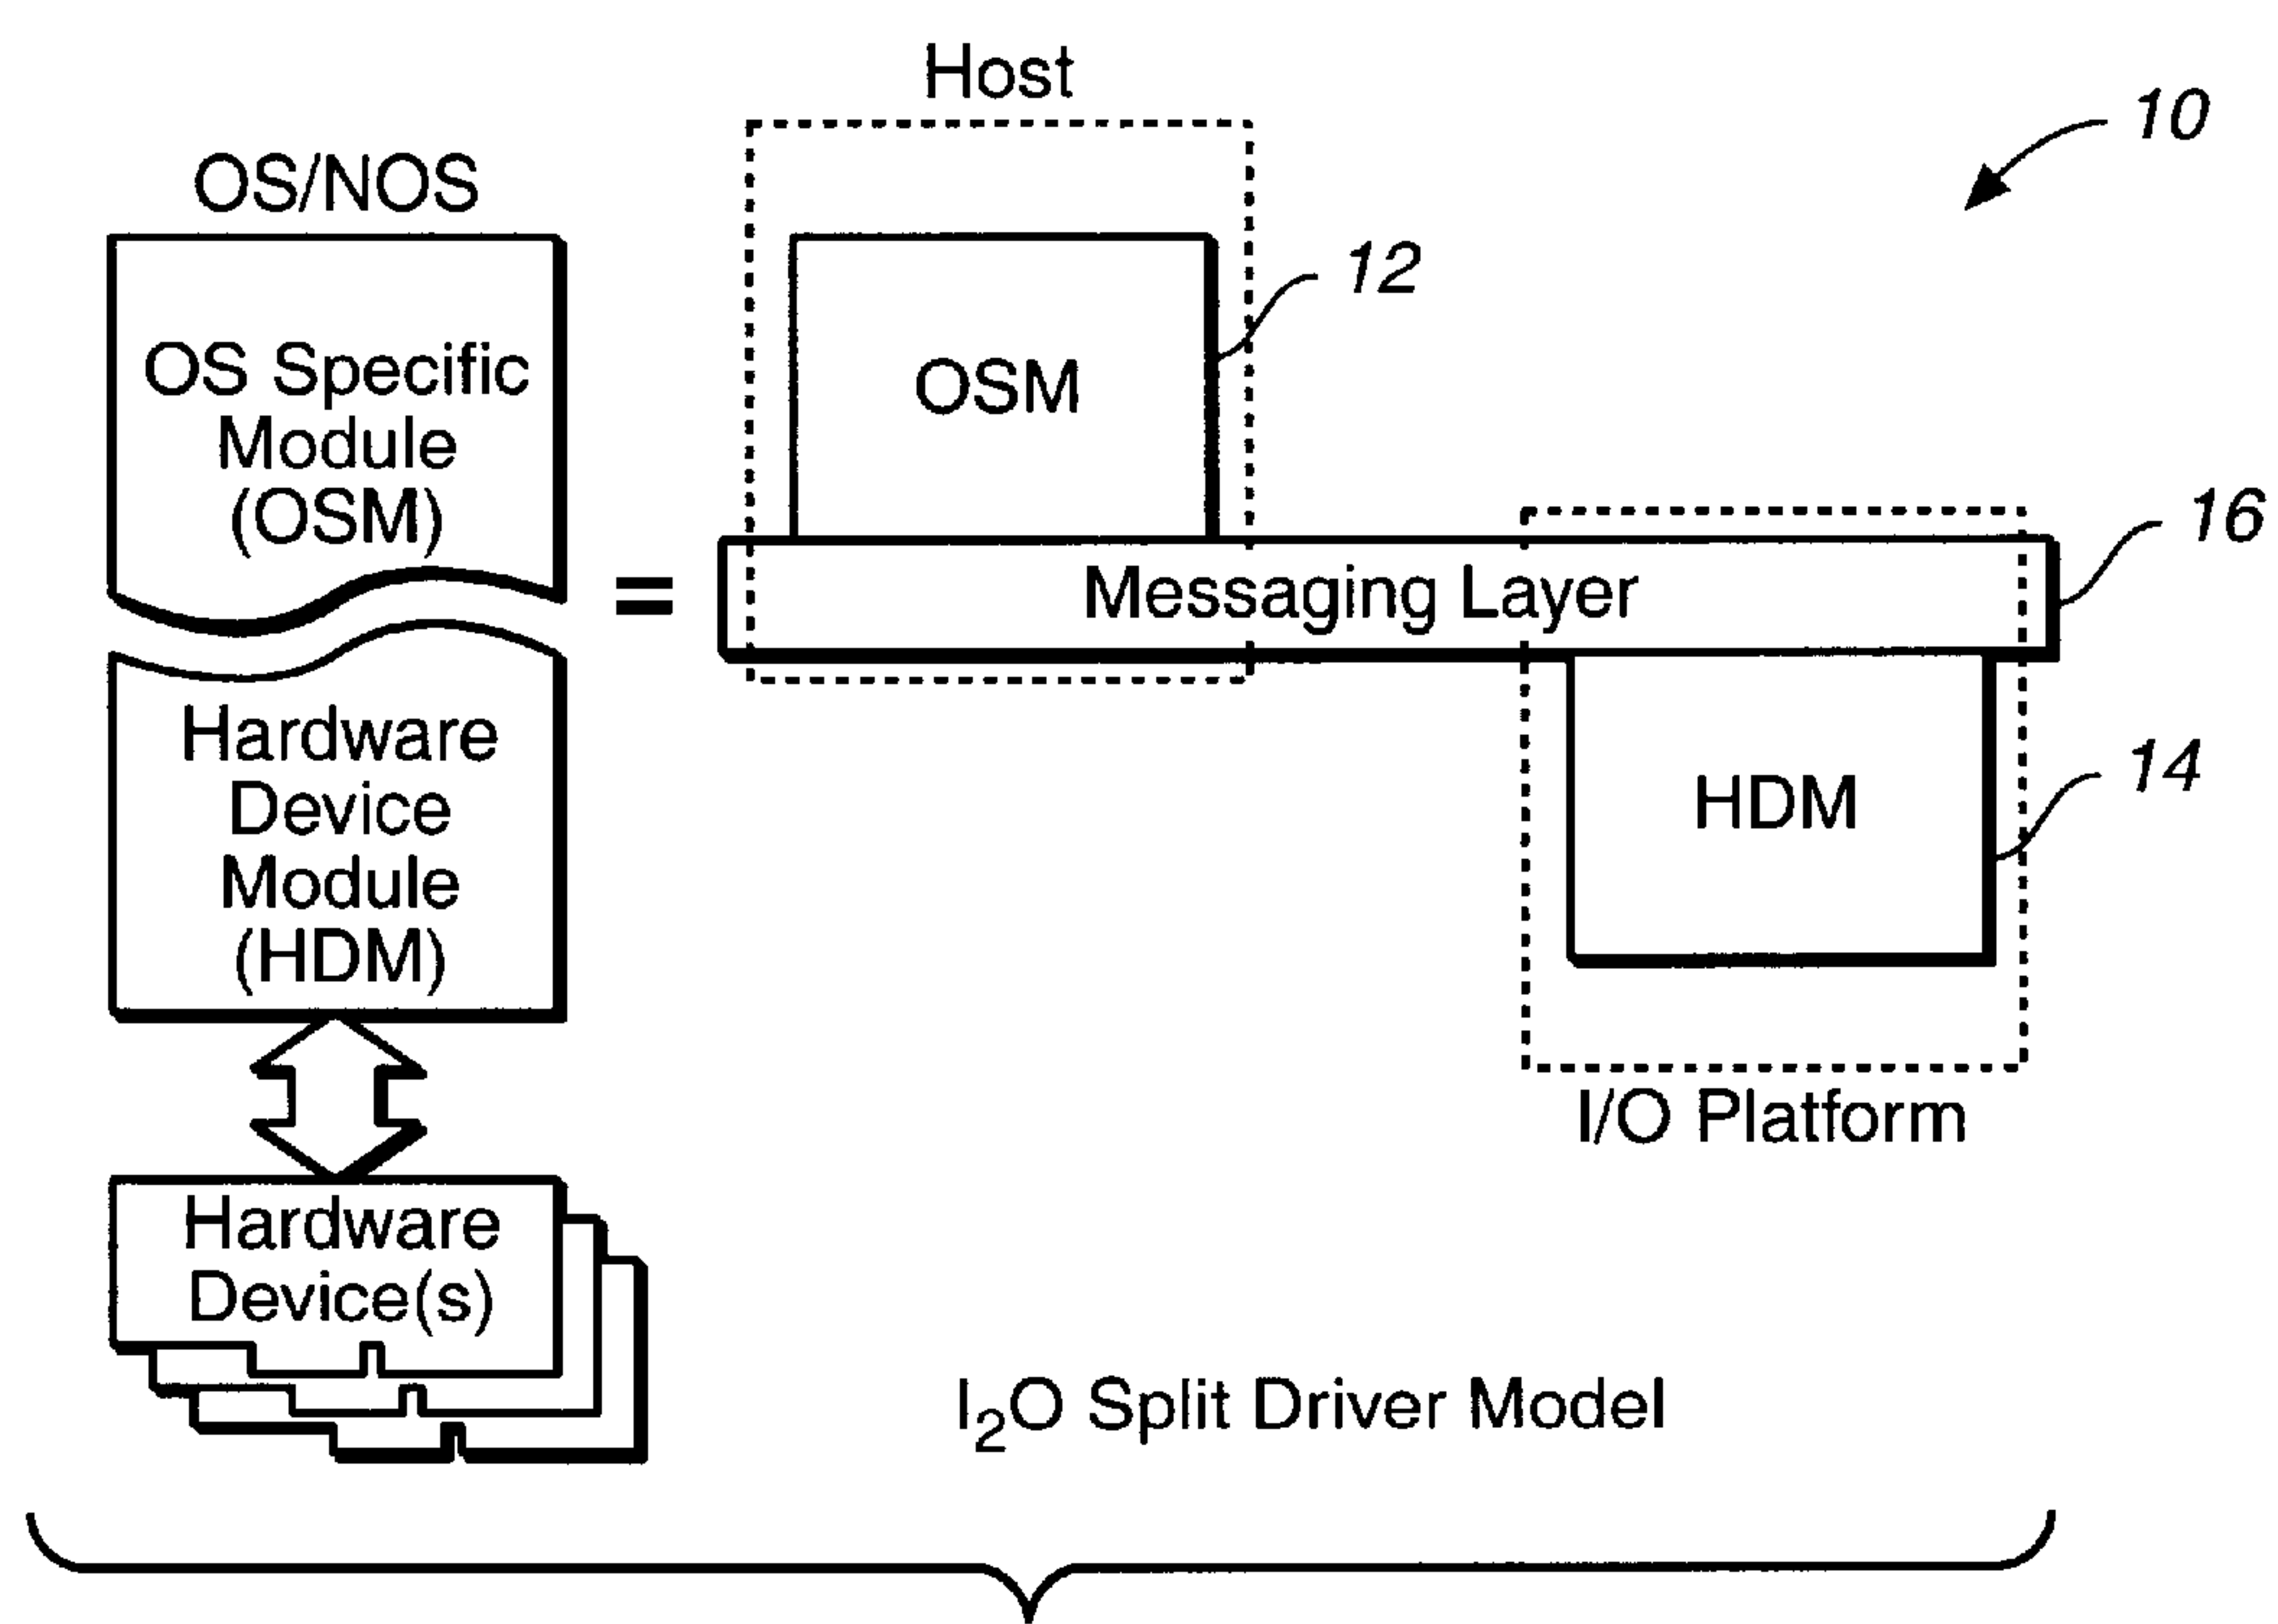 Host
10
OS/NOS
12
OS Specific
Module
(OSM)
OSM
16
=
Messaging Layer
Hardware
Device
Module
(HDM)
HDM
14
I/O Platform
Hardware
Device(s)
I₂O Split Driver Model